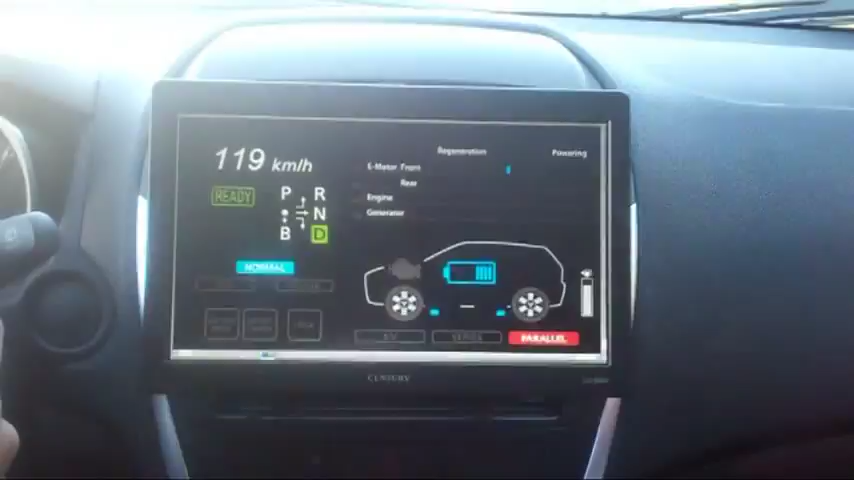 119 km/h
READY
P R
N
B D
NORMAL
Regeneration Powering
E-Motor Front
Rear
Engine
Generator
EV SERIES PARALLEL
CENTURY